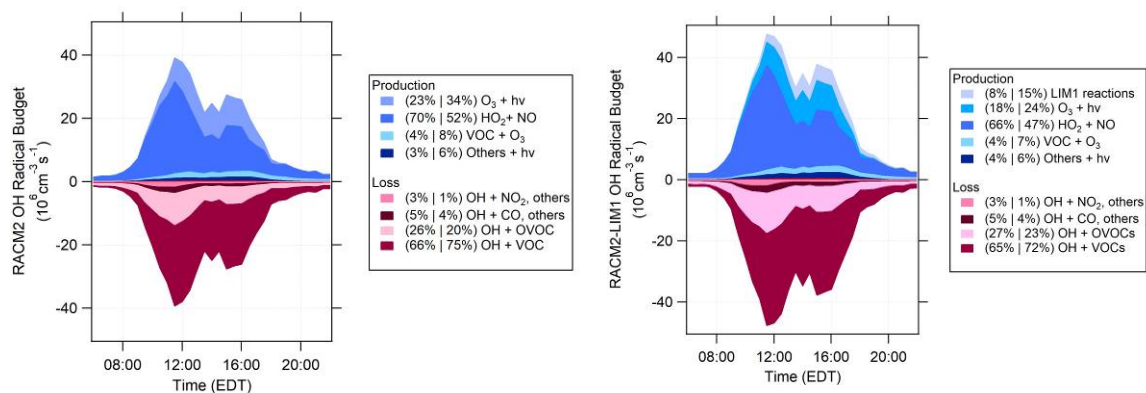 RACM2 OH Radical Budget
(10⁶ cm⁻³ s⁻¹)
40
20
0
-20
-40
08:00
12:00
16:00
20:00
Time (EDT)
Production
(23% | 34%) O₃ + hv
(70% | 52%) HO₂+ NO
(4% | 8%) VOC + O₃
(3% | 6%) Others + hv
Loss
(3% | 1%) OH + NO₂, others
(5% | 4%) OH + CO, others
(26% | 20%) OH + OVOC
(66% | 75%) OH + VOC
RACM2-LIM1 OH Radical Budget
(10⁶ cm⁻³ s⁻¹)
40
20
0
-20
-40
08:00
12:00
16:00
20:00
Time (EDT)
Production
(8% | 15%) LIM1 reactions
(18% | 24%) O₃ + hv
(66% | 47%) HO₂ + NO
(4% | 7%) VOC + O₃
(4% | 6%) Others + hv
Loss
(3% | 1%) OH + NO₂, others
(5% | 4%) OH + CO, others
(27% | 23%) OH + OVOCs
(65% | 72%) OH + VOCs